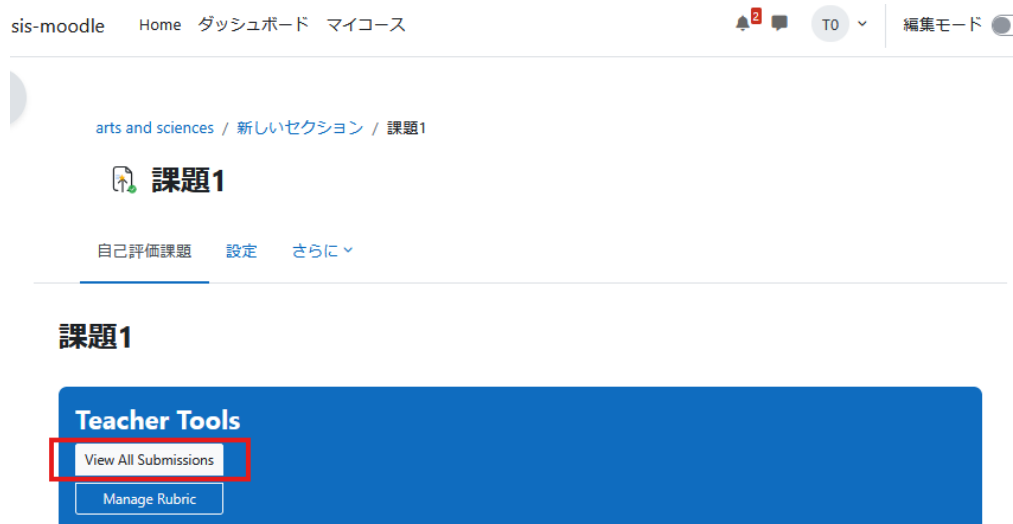 sis-moodle Home ダッシュボード マイコース 2 T0 編集モード
arts and sciences / 新しいセクション / 課題1
課題1
自己評価課題 設定 さらに
課題1
Teacher Tools
View All Submissions
Manage Rubric